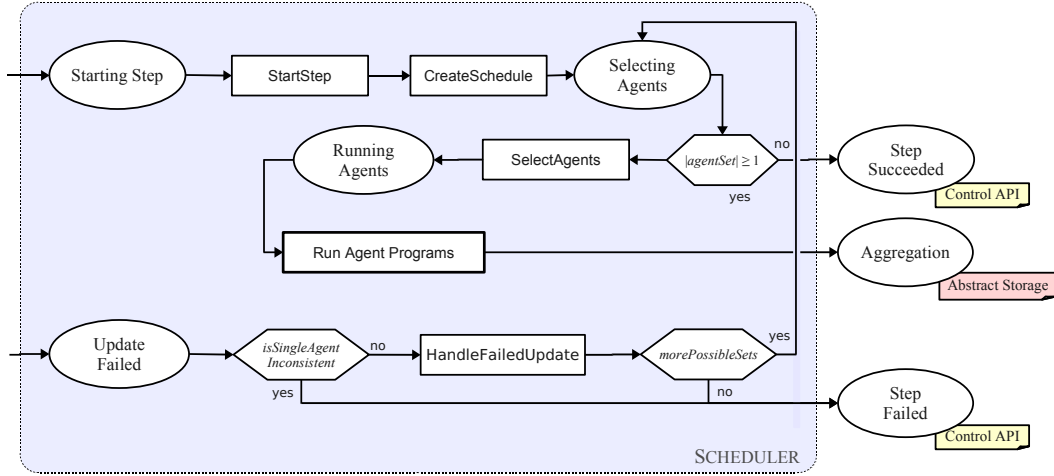 Starting Step
StartStep
CreateSchedule
Selecting
Agents
Running
Agents
SelectAgents
|agentSet| ≥ 1
no
yes
Step
Succeeded
Control API
Run Agent Programs
Aggregation
Abstract Storage
Update
Failed
isSingleAgent
Inconsistent
no
yes
HandleFailedUpdate
morePossibleSets
yes
no
Step
Failed
Control API
SCHEDULER